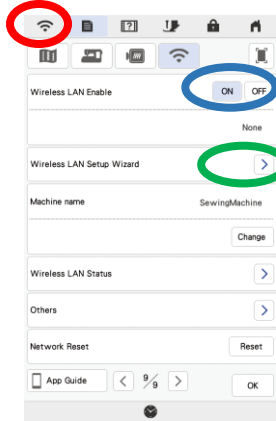 Wireless LAN Enable ON OFF
None
Wireless LAN Setup Wizard
Machine name SewingMachine
Change
Wireless LAN Status
Others
Network Reset Reset
App Guide 9/9 OK